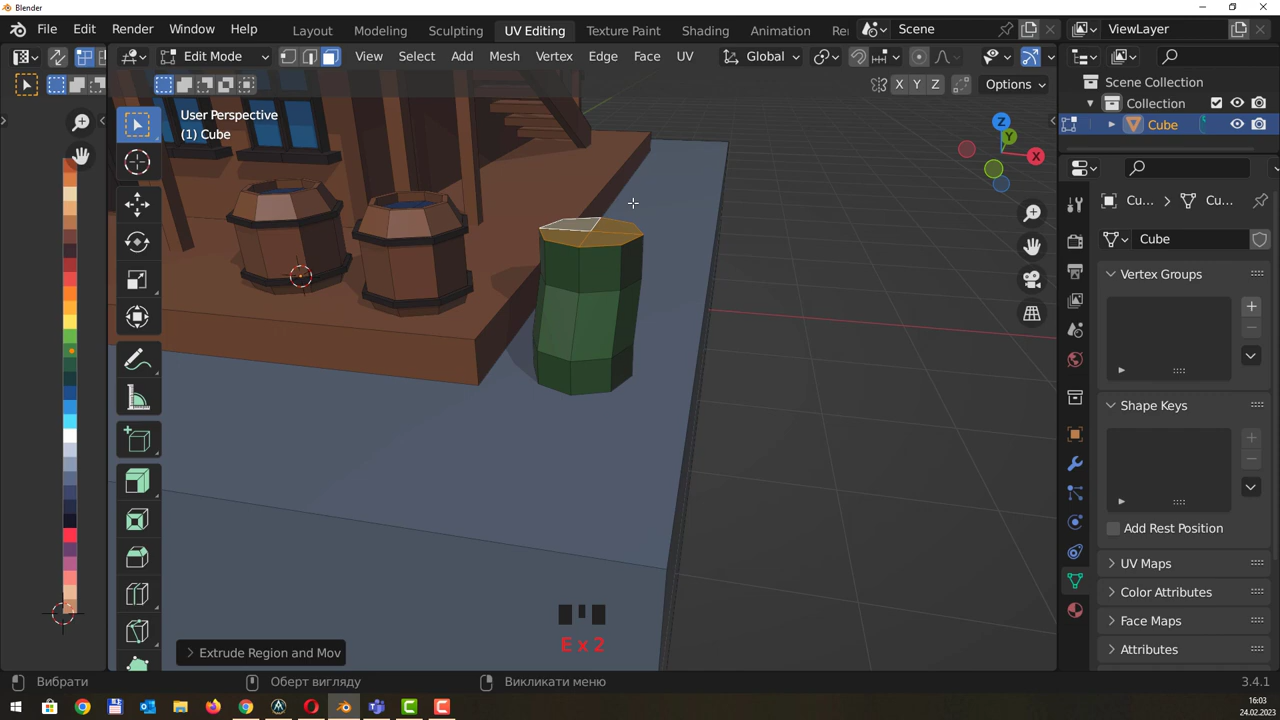 Blender
File Edit Render Window Help Layout Modeling Sculpting UV Editing Texture Paint Shading Animation Re Scene ViewLayer
Edit Mode View Select Add Mesh Vertex Edge Face UV Global
X Y Z Options
User Perspective
(1) Cube
Z
Y
X
Scene Collection
Collection
Cube
Cu... Cu...
Cube
Vertex Groups
Shape Keys
Add Rest Position
UV Maps
Color Attributes
Face Maps
Attributes
E x 2
Extrude Region and Mov
Вибрати Оберт вигляду Викликати меню 3.4.1
16:03
24.02.2023